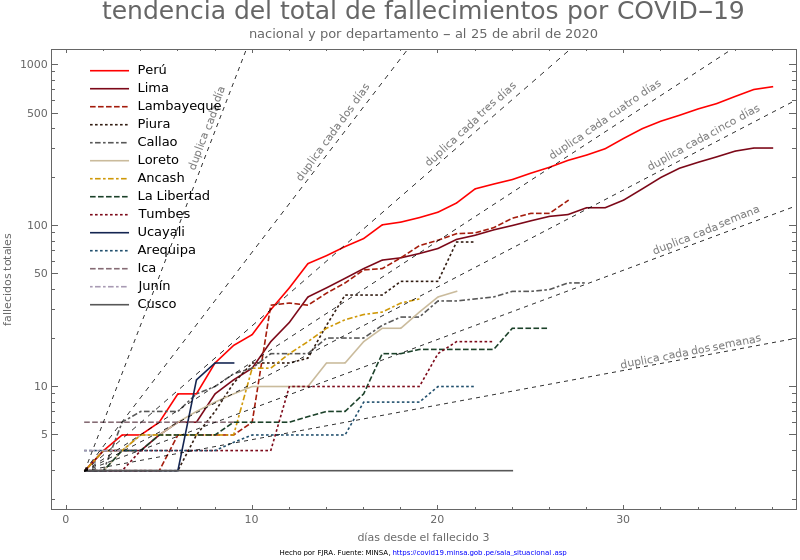 tendencia del total de fallecimientos por COVID‒19
nacional y por departamento ‒ al 25 de abril de 2020
1000
500
100
50
10
5
fallecidos totales
Perú
Lima
Lambayeque
Piura
Callao
Loreto
Ancash
La Libertad
Tumbes
Ucayali
Arequipa
Ica
Junín
Cusco
duplica cada día
duplica cada dos días
duplica cada tres días
duplica cada cuatro días
duplica cada cinco días
duplica cada semana
duplica cada dos semanas
0
10
20
30
días desde el fallecido 3
Hecho por FJRA. Fuente: MINSA, https://covid19.minsa.gob.pe/sala_situacional.asp